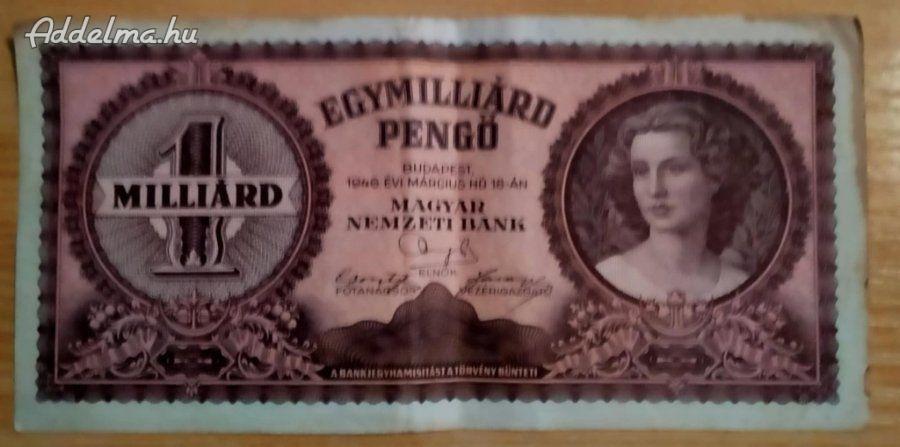 Addelma.hu
EGYMILLIÁRD
PENGŐ
1
MILLIÁRD
BUDAPEST,
1946 ÉVI MÁRCIUS HÓ 18-ÁN
MAGYAR
NEMZETI BANK
ELNÖK
FŐTANÁCSOS VEZÉRIGAZGATÓ
A BANKJEGYHAMISÍTÁST A TÖRVÉNY BÜNTETI